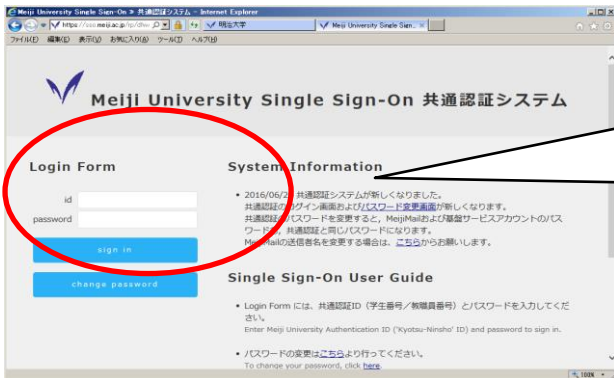 Meiji University Single Sign-On > 共通認証システム - Internet Explorer
明治大学
Meiji University Single Sign...
ファイル(F) 編集(E) 表示(V) お気に入り(A) ツール(T) ヘルプ(H)
Meiji University Single Sign-On 共通認証システム
Login Form
id
password
sign in
change password
System Information
• 2016/06/2 共通認証システムが新しくなりました。
共通認証のログイン画面およびパスワード変更画面が新しくなります。
共通認証のパスワードを変更すると，MeijiMailおよび基盤サービスアカウントのパス
ワードが，共通認証と同じパスワードになります。
MeijiMailの送信者名を変更する場合は，こちらからお願いします。
Single Sign-On User Guide
• Login Form には，共通認証ID（学生番号／教職員番号）とパスワードを入力してくだ
さい。
Enter Meiji University Authentication ID ('Kyotsu-Ninsho' ID) and password to sign in.
• パスワードの変更はこちらより行ってください。
To change your password, click here.
100%